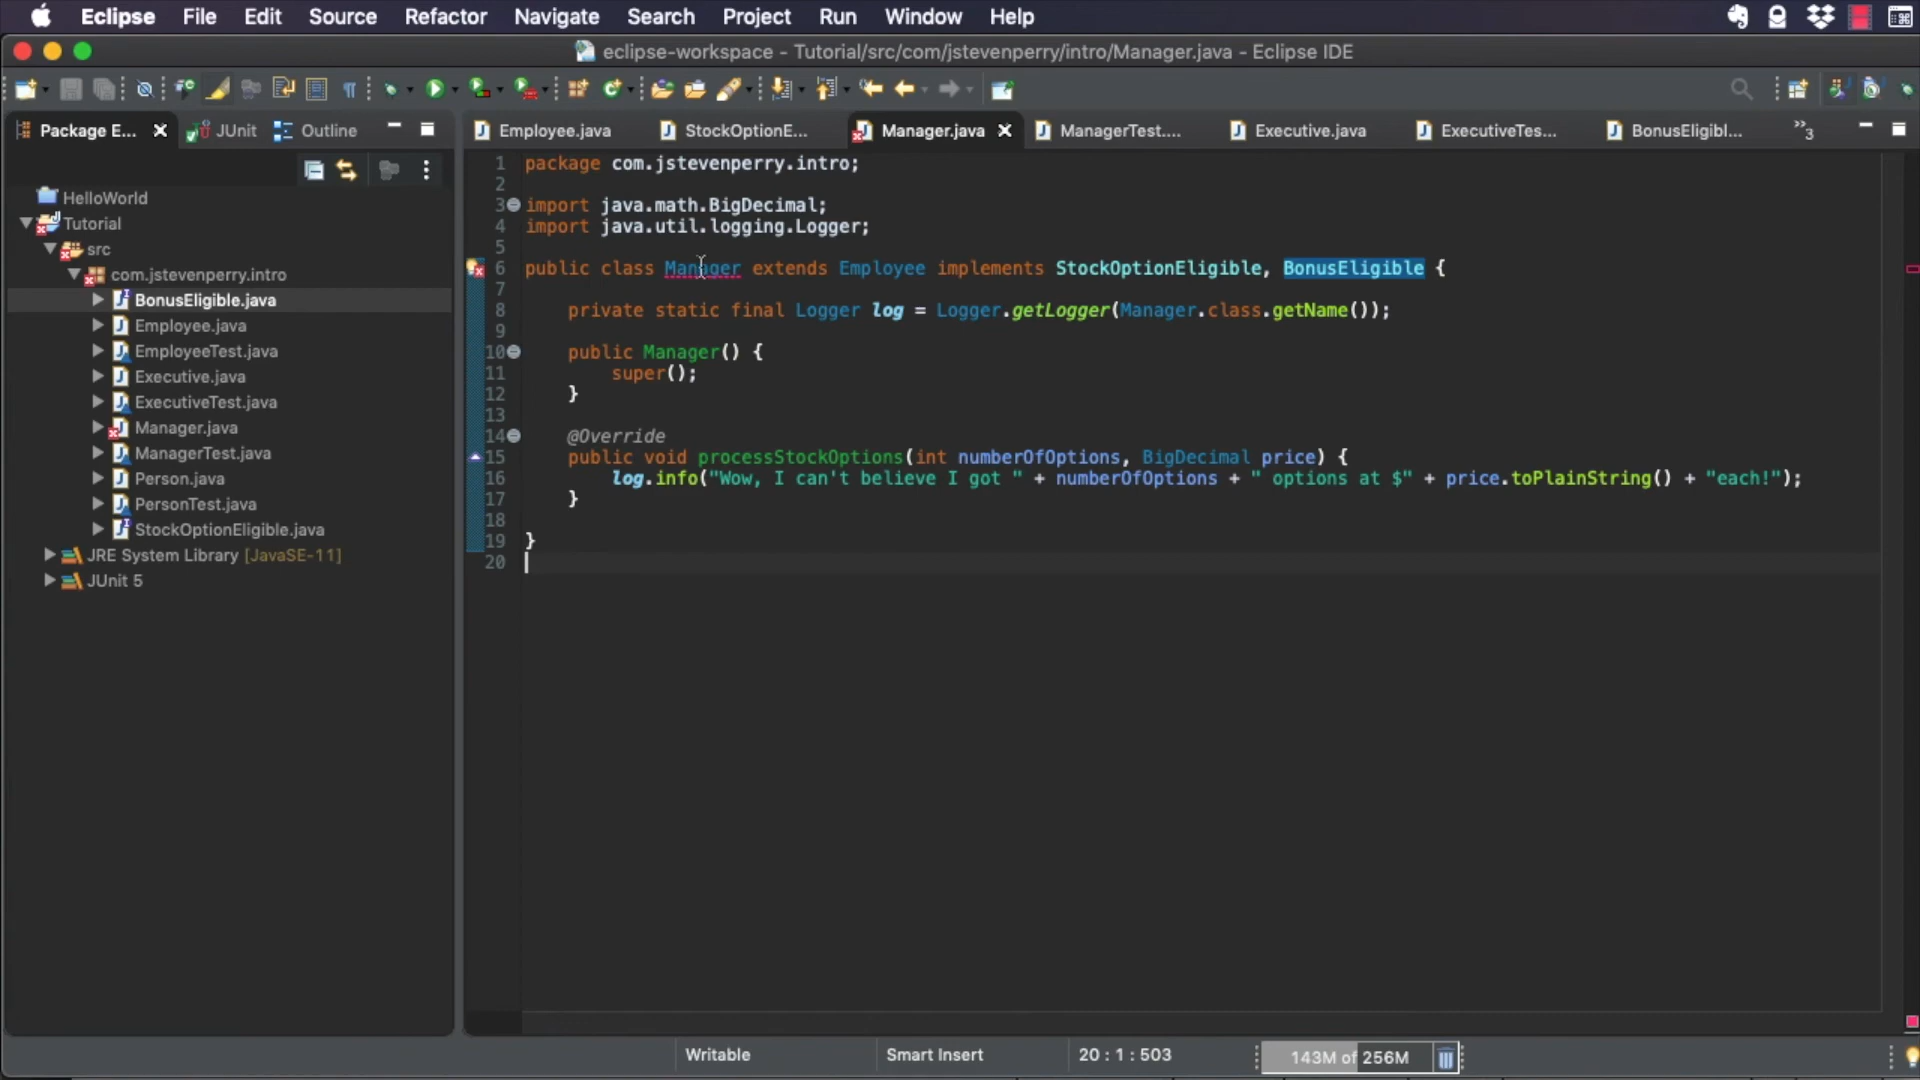 Eclipse File Edit Source Refactor Navigate Search Project Run Window Help
eclipse-workspace - Tutorial/src/com/jstevenperry/intro/Manager.java - Eclipse IDE
Package E... JUnit Outline
Employee.java StockOptionE... Manager.java ManagerTest.... Executive.java ExecutiveTes... BonusEligibl... »3
HelloWorld
Tutorial
src
com.jstevenperry.intro
BonusEligible.java
Employee.java
EmployeeTest.java
Executive.java
ExecutiveTest.java
Manager.java
ManagerTest.java
Person.java
PersonTest.java
StockOptionEligible.java
JRE System Library [JavaSE-11]
JUnit 5
1 package com.jstevenperry.intro;
2
3 import java.math.BigDecimal;
4 import java.util.logging.Logger;
5
6 public class Manager extends Employee implements StockOptionEligible, BonusEligible {
7
8 private static final Logger log = Logger.getLogger(Manager.class.getName());
9
10 public Manager() {
11 super();
12 }
13
14 @Override
15 public void processStockOptions(int numberOfOptions, BigDecimal price) {
16 log.info("Wow, I can't believe I got " + numberOfOptions + " options at $" + price.toPlainString() + "each!");
17 }
18
19 }
20
Writable Smart Insert 20 : 1 : 503 143M of 256M